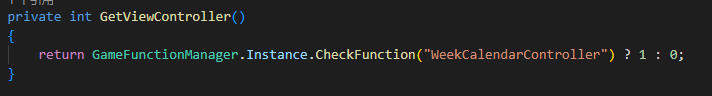 private int GetViewController()
{
return GameFunctionManager.Instance.CheckFunction("WeekCalendarController") ? 1 : 0;
}